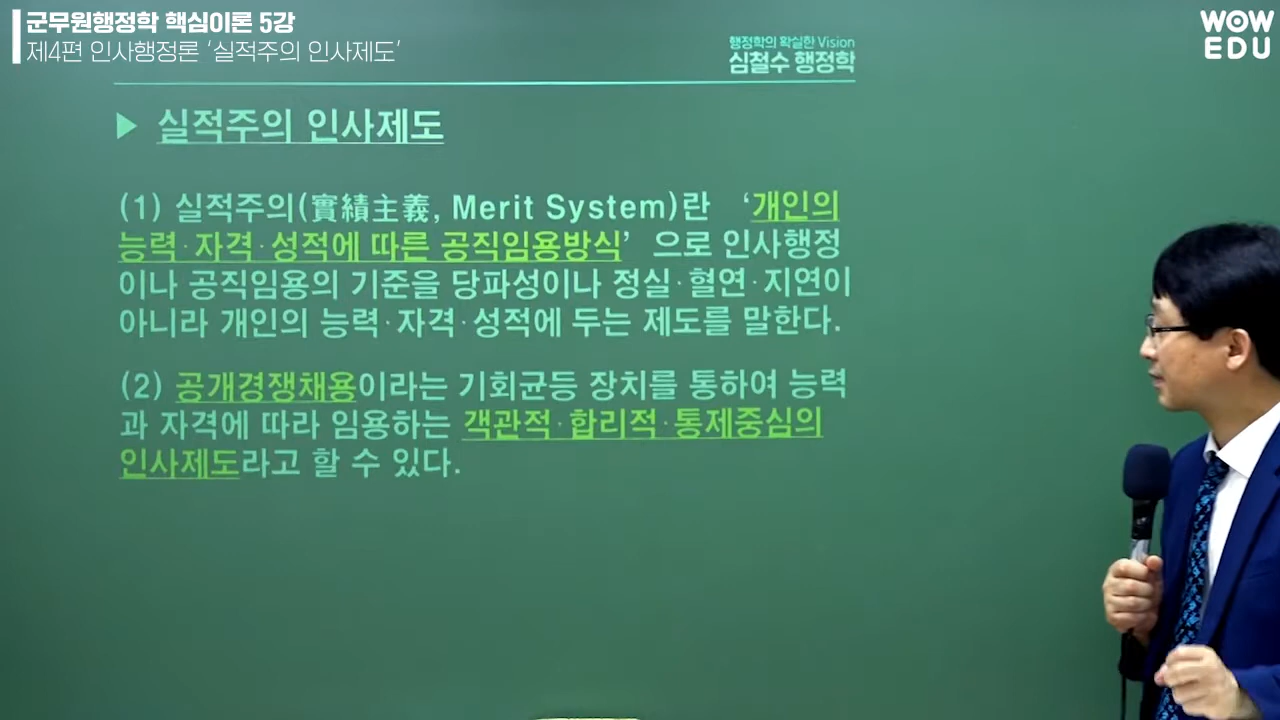 군무원행정학 핵심이론 5강
제4편 인사행정론 ‘실적주의 인사제도’
WOW
EDU
행정학의 확실한 Vision
심철수 행정학
▶ 실적주의 인사제도
(1) 실적주의(實績主義, Merit System)란 ‘개인의
능력·자격·성적에 따른 공직임용방식’ 으로 인사행정
이나 공직임용의 기준을 당파성이나 정실·혈연·지연이
아니라 개인의 능력·자격·성적에 두는 제도를 말한다.
(2) 공개경쟁채용이라는 기회균등 장치를 통하여 능력
과 자격에 따라 임용하는 객관적·합리적·통제중심의
인사제도라고 할 수 있다.